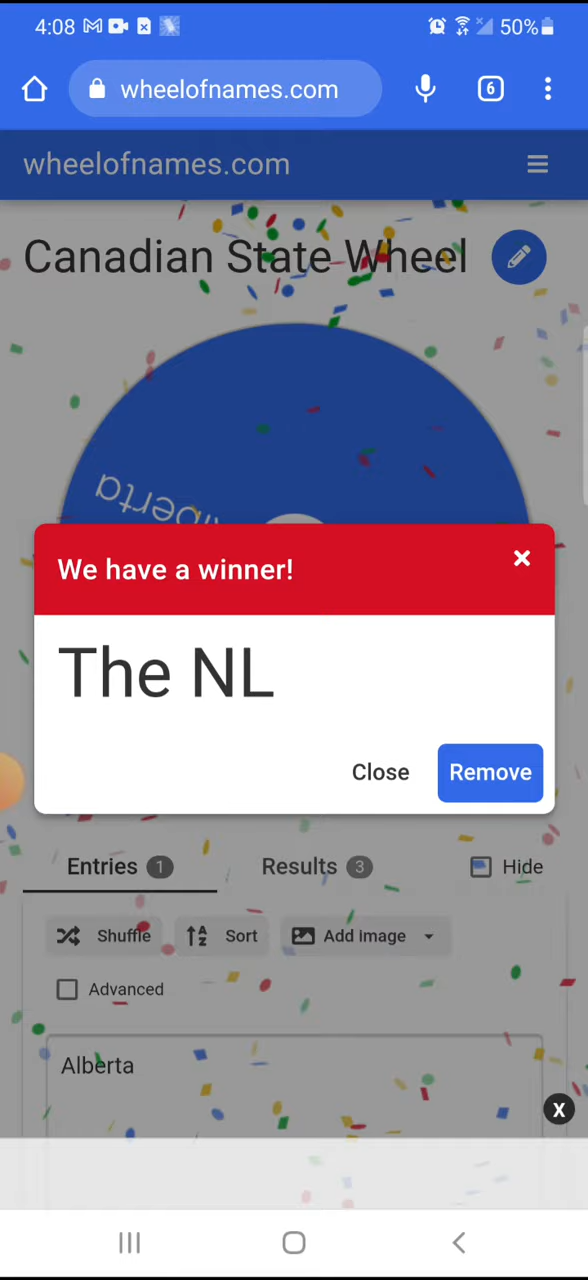 4:08
50%
wheelofnames.com
6
wheelofnames.com
Canadian State Wheel
Alberta
We have a winner!
The NL
Close
Remove
Entries 1
Results 3
Hide
Shuffle
Sort
Add image
Advanced
Alberta
X